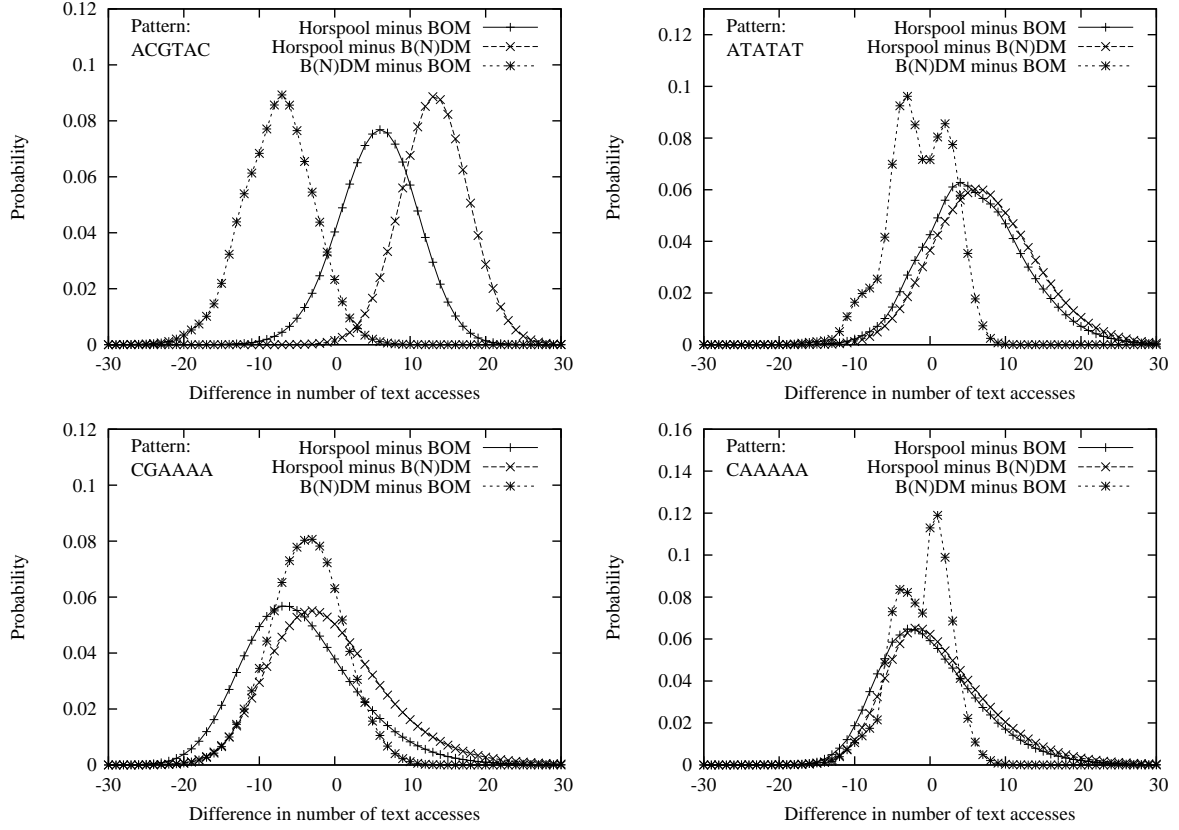 Pattern:
ACGTAC
Horspool minus BOM
Horspool minus B(N)DM
B(N)DM minus BOM
0.12
0.1
0.08
0.06
0.04
0.02
0
Probability
-30
-20
-10
0
10
20
30
Difference in number of text accesses
Pattern:
ATATAT
Horspool minus BOM
Horspool minus B(N)DM
B(N)DM minus BOM
0.12
0.1
0.08
0.06
0.04
0.02
0
Probability
-30
-20
-10
0
10
20
30
Difference in number of text accesses
Pattern:
CGAAAA
Horspool minus BOM
Horspool minus B(N)DM
B(N)DM minus BOM
0.12
0.1
0.08
0.06
0.04
0.02
0
Probability
-30
-20
-10
0
10
20
30
Difference in number of text accesses
Pattern:
CAAAAA
Horspool minus BOM
Horspool minus B(N)DM
B(N)DM minus BOM
0.16
0.14
0.12
0.1
0.08
0.06
0.04
0.02
0
Probability
-30
-20
-10
0
10
20
30
Difference in number of text accesses